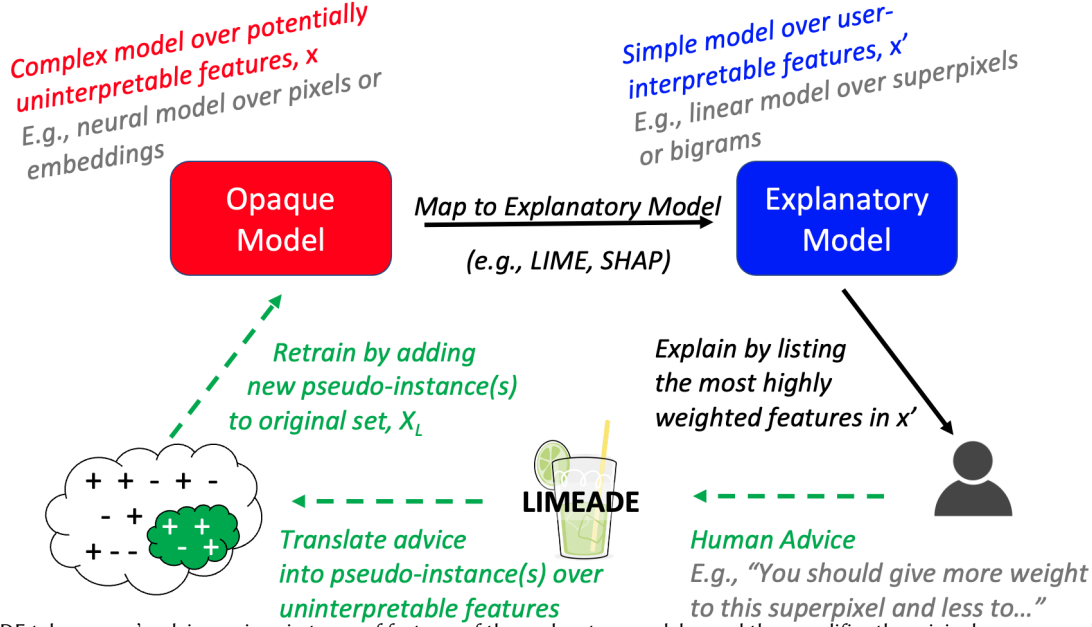 Complex model over potentially
uninterpretable features, x
E.g., neural model over pixels or
embeddings
Simple model over user-
interpretable features, x’
E.g., linear model over superpixels
or bigrams
Opaque
Model
Map to Explanatory Model
(e.g., LIME, SHAP)
Explanatory
Model
Retrain by adding
new pseudo-instance(s)
to original set, X_L
Explain by listing
the most highly
weighted features in x’
+ + - + -
- +
+ +
+ - -
- +
LIMEADE
Translate advice
into pseudo-instance(s) over
uninterpretable features
Human Advice
E.g., “You should give more weight
to this superpixel and less to…”